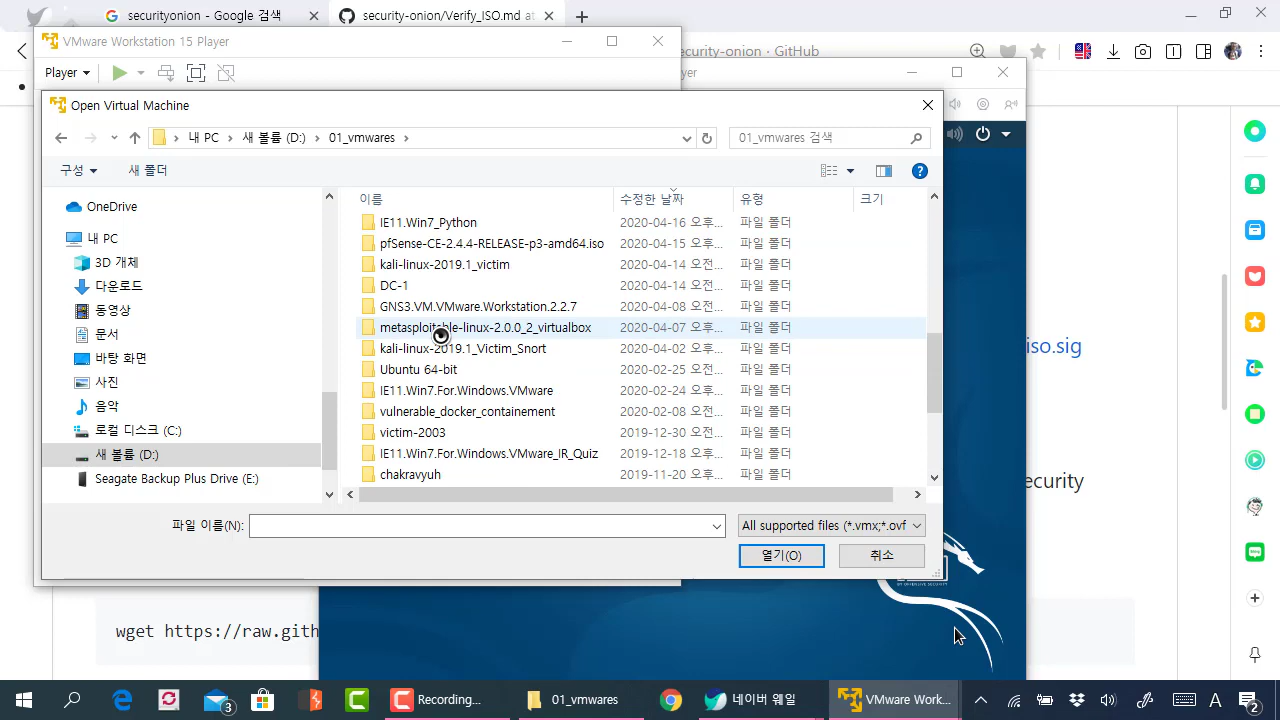 securityonion - Google 검색
security-onion/Verify_ISO.md at
VMware Workstation 15 Player
ecurity-onion · GitHub
Player
yer
Open Virtual Machine
내 PC
새 볼륨 (D:)
01_vmwares
01_vmwares 검색
구성
새 폴더
이름
수정한 날짜
유형
크기
OneDrive
내 PC
3D 개체
다운로드
동영상
문서
바탕 화면
사진
음악
로컬 디스크 (C:)
새 볼륨 (D:)
Seagate Backup Plus Drive (E:)
IE11.Win7_Python 2020-04-16 오후... 파일 폴더
pfSense-CE-2.4.4-RELEASE-p3-amd64.iso 2020-04-15 오후... 파일 폴더
kali-linux-2019.1_victim 2020-04-14 오전... 파일 폴더
DC-1 2020-04-14 오전... 파일 폴더
GNS3.VM.VMware.Workstation.2.2.7 2020-04-08 오전... 파일 폴더
metasploitable-linux-2.0.0_2_virtualbox 2020-04-07 오후... 파일 폴더
kali-linux-2019.1_Victim_Snort 2020-04-02 오전... 파일 폴더
Ubuntu 64-bit 2020-02-25 오전... 파일 폴더
IE11.Win7.For.Windows.VMware 2020-02-24 오전... 파일 폴더
vulnerable_docker_containement 2020-02-08 오전... 파일 폴더
victim-2003 2019-12-30 오전... 파일 폴더
IE11.Win7.For.Windows.VMware_IR_Quiz 2019-12-18 오후... 파일 폴더
chakravyuh 2019-11-20 오후... 파일 폴더
iso.sig
ecurity
파일 이름(N):
All supported files (*.vmx;*.ovf
열기(O)
취소
BY OFFENSIVE SECURITY
wget https://raw.gith
3
Recording...
01_vmwares
네이버 웨일
VMware Work...
A
2